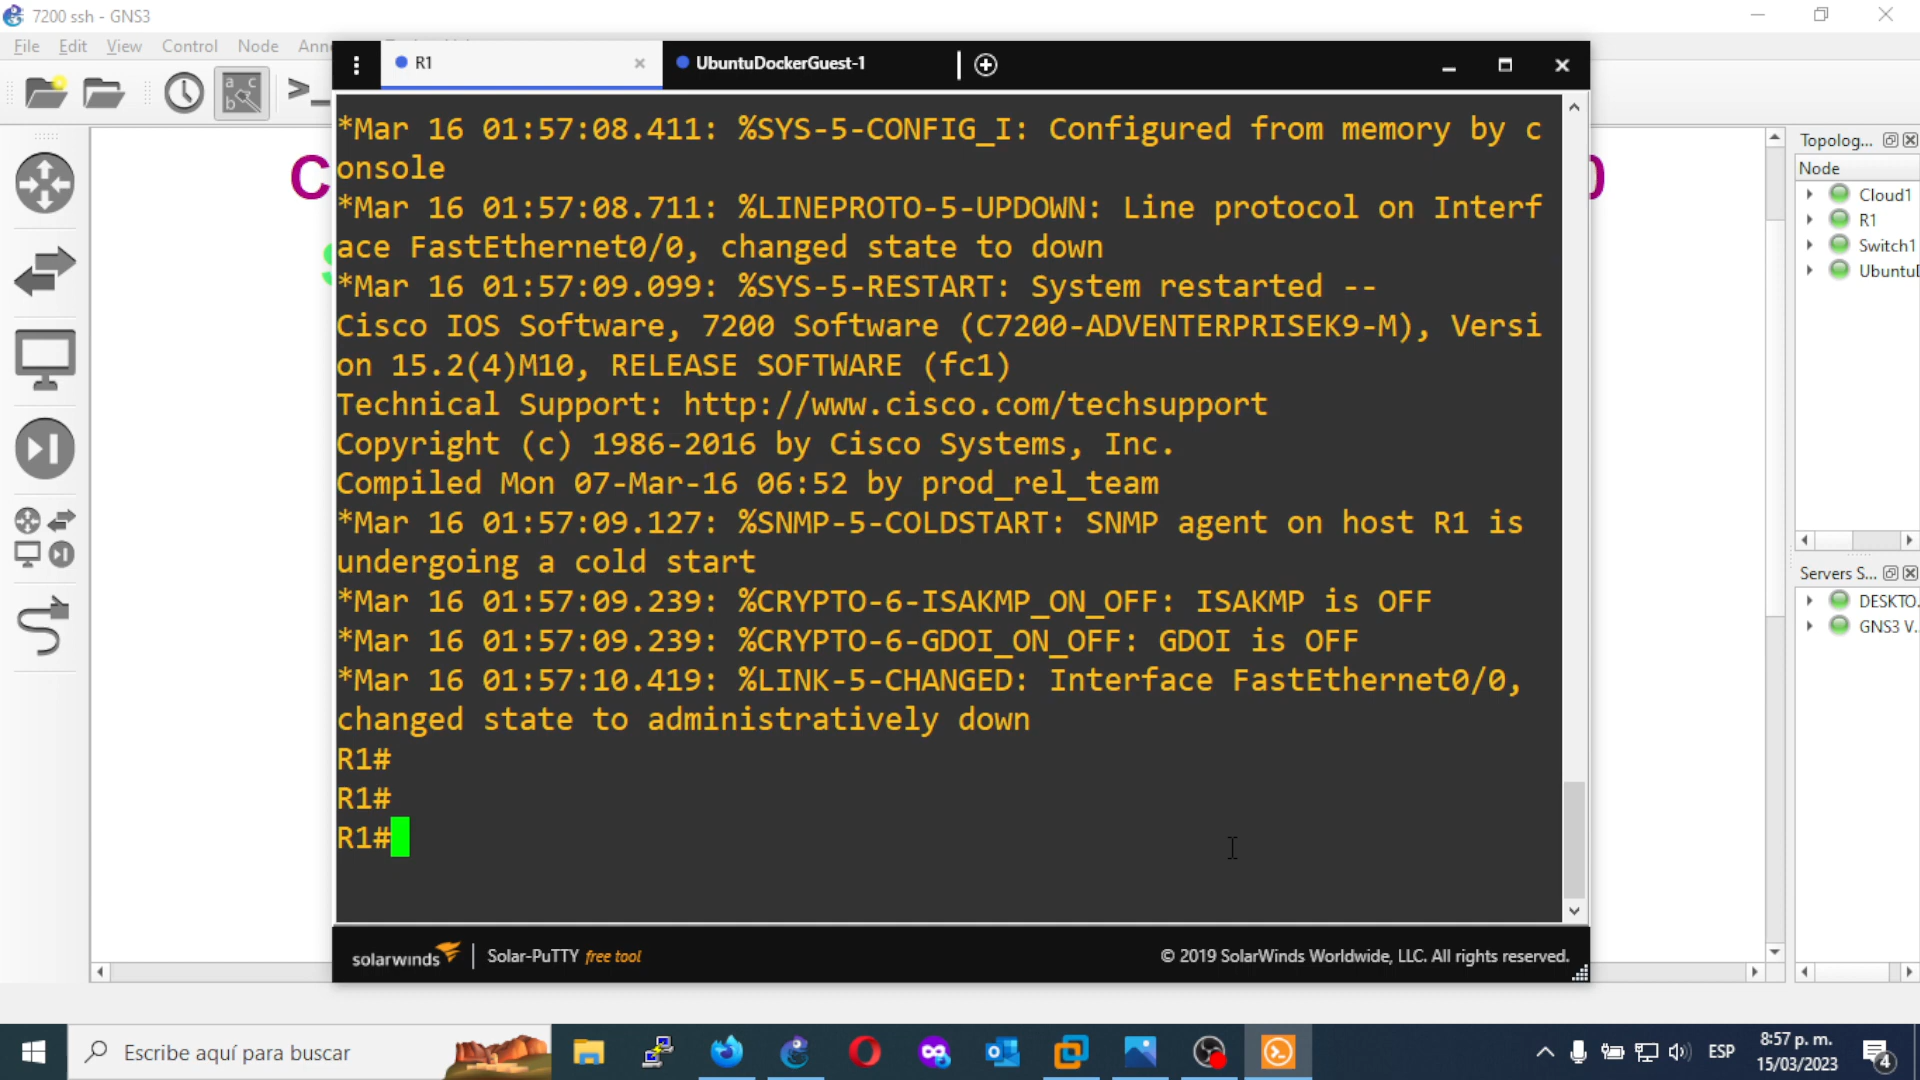 7200 ssh - GNS3
File Edit View Control Node Ann
R1
UbuntuDockerGuest-1
*Mar 16 01:57:08.411: %SYS-5-CONFIG_I: Configured from memory by c
onsole
*Mar 16 01:57:08.711: %LINEPROTO-5-UPDOWN: Line protocol on Interf
ace FastEthernet0/0, changed state to down
*Mar 16 01:57:09.099: %SYS-5-RESTART: System restarted --
Cisco IOS Software, 7200 Software (C7200-ADVENTERPRISEK9-M), Versi
on 15.2(4)M10, RELEASE SOFTWARE (fc1)
Technical Support: http://www.cisco.com/techsupport
Copyright (c) 1986-2016 by Cisco Systems, Inc.
Compiled Mon 07-Mar-16 06:52 by prod_rel_team
*Mar 16 01:57:09.127: %SNMP-5-COLDSTART: SNMP agent on host R1 is
undergoing a cold start
*Mar 16 01:57:09.239: %CRYPTO-6-ISAKMP_ON_OFF: ISAKMP is OFF
*Mar 16 01:57:09.239: %CRYPTO-6-GDOI_ON_OFF: GDOI is OFF
*Mar 16 01:57:10.419: %LINK-5-CHANGED: Interface FastEthernet0/0,
changed state to administratively down
R1#
R1#
R1#
solarwinds | Solar-PuTTY free tool
© 2019 SolarWinds Worldwide, LLC. All rights reserved.
Topolog...
Node
Cloud1
R1
Switch1
UbuntuD
Servers S...
DESKTO.
GNS3 V.
Escribe aquí para buscar
ESP
8:57 p. m.
15/03/2023
4